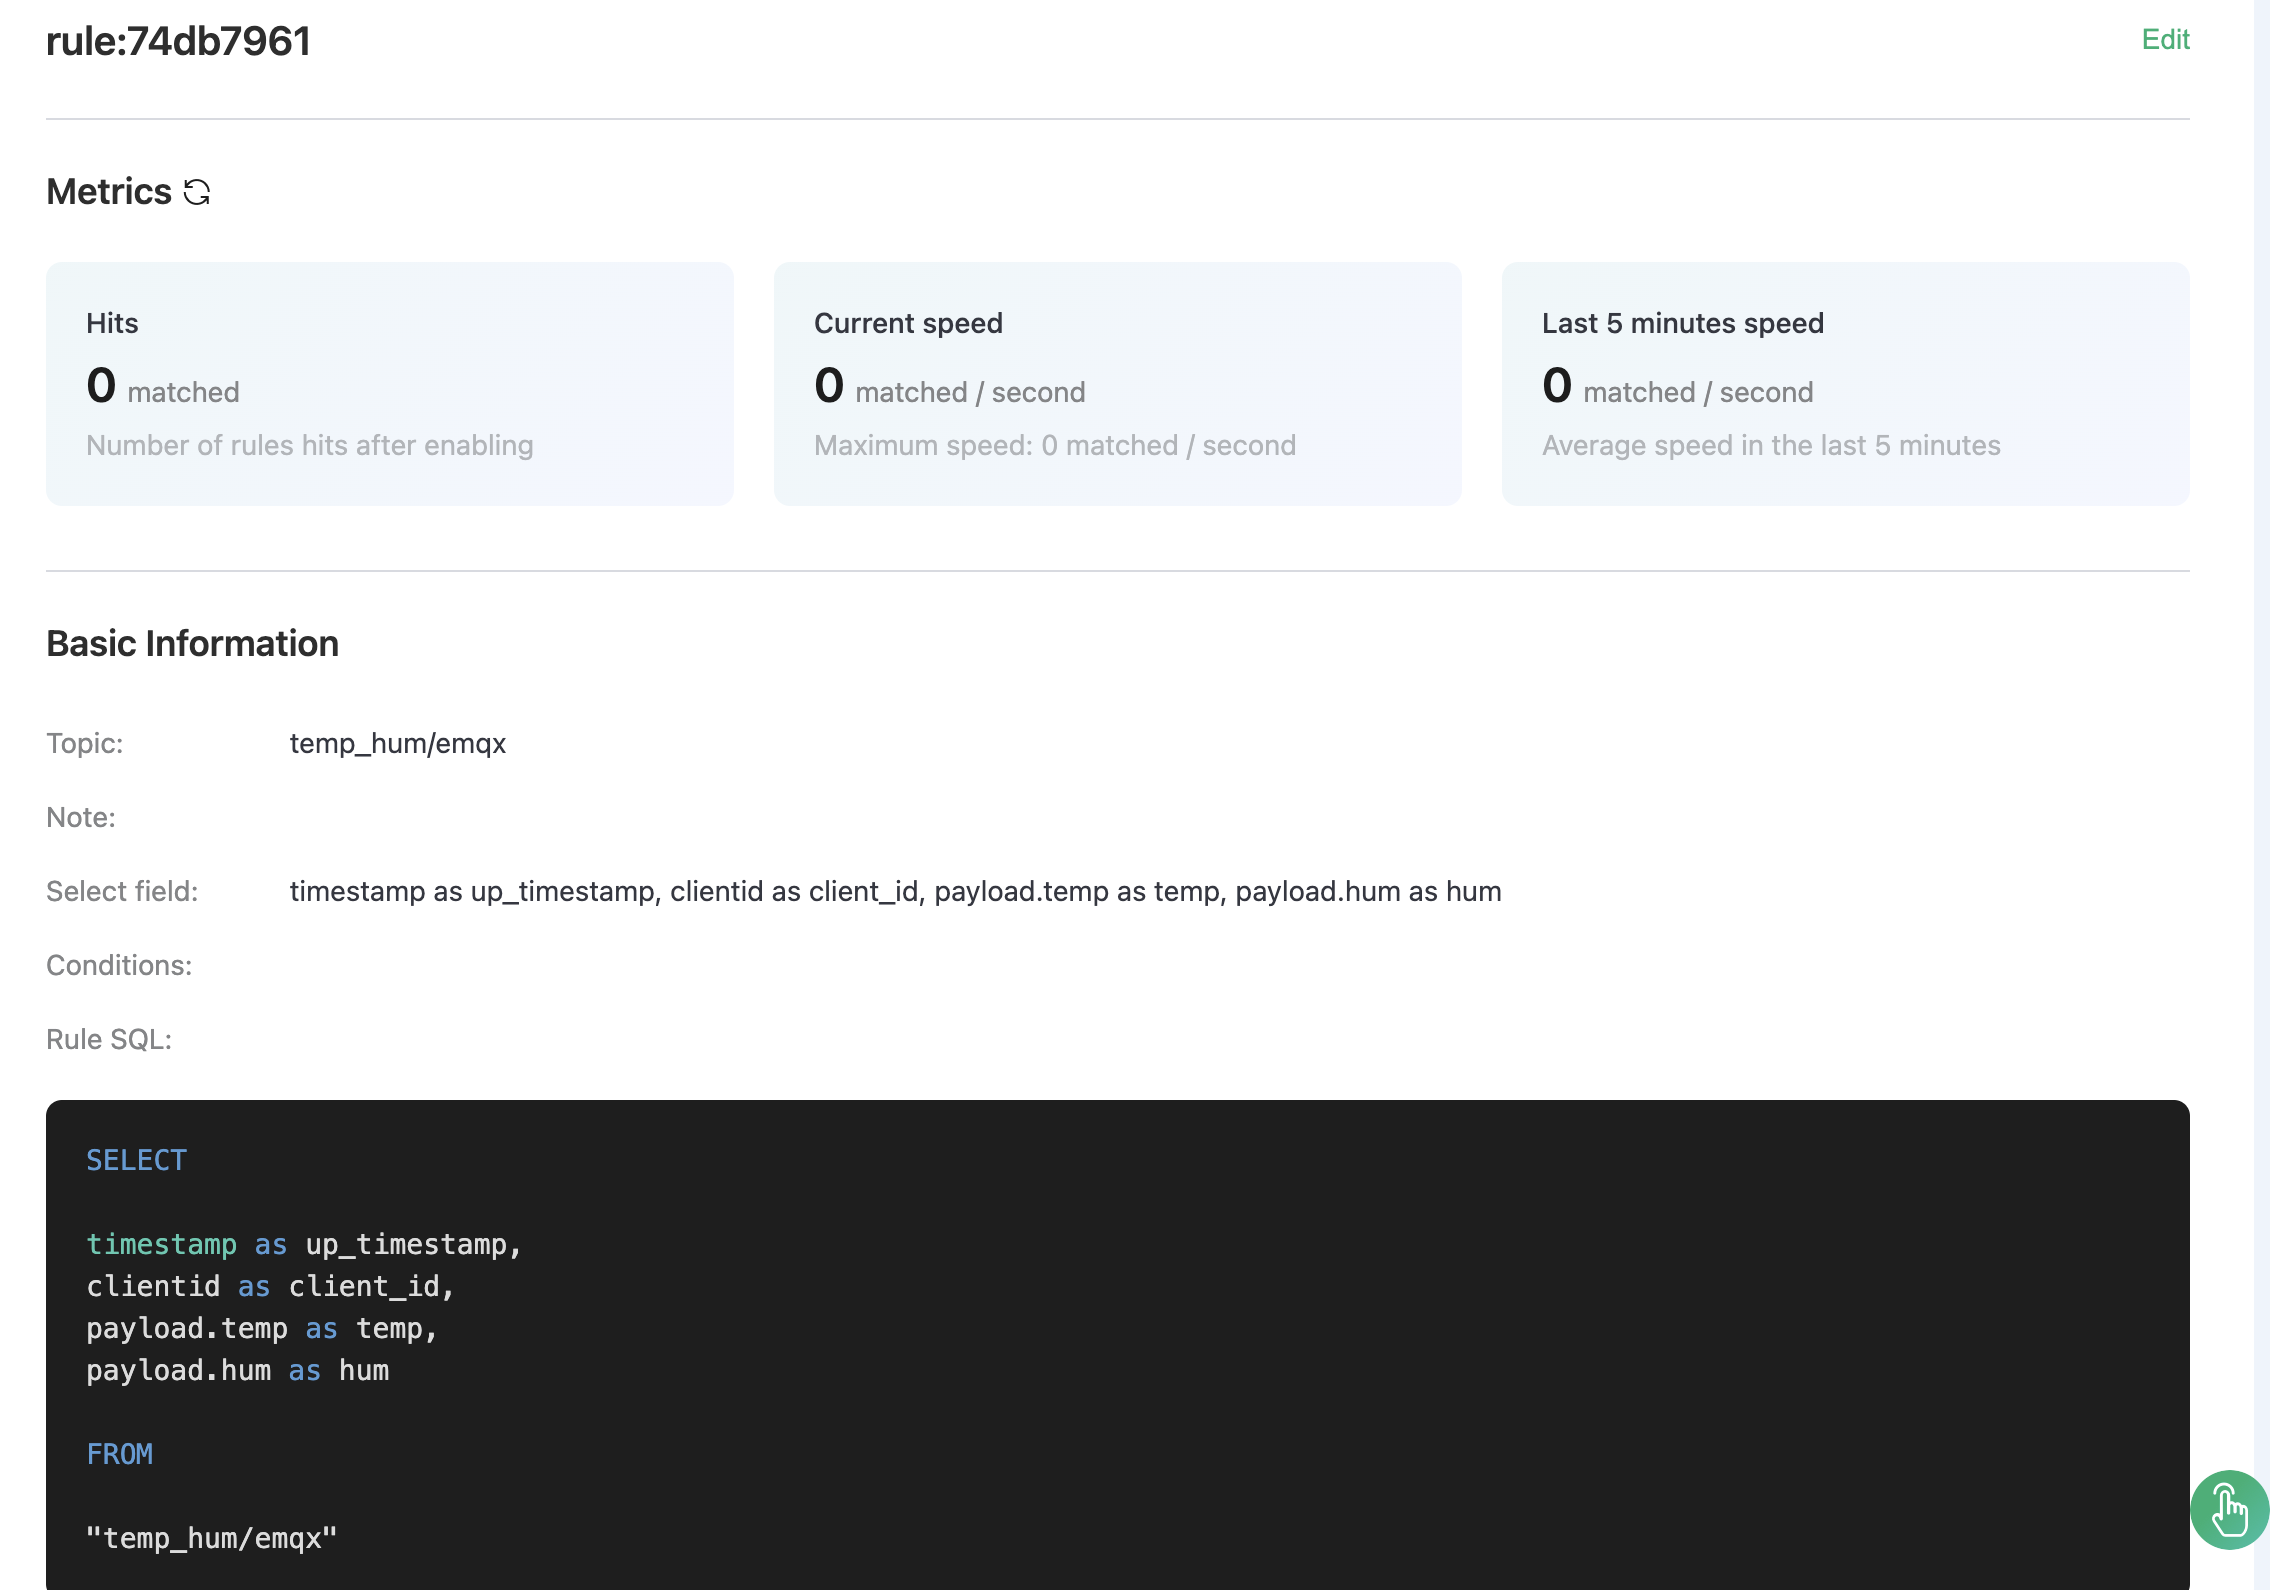 rule:74db7961
Edit
Metrics
Hits
0 matched
Number of rules hits after enabling
Current speed
0 matched / second
Maximum speed: 0 matched / second
Last 5 minutes speed
0 matched / second
Average speed in the last 5 minutes
Basic Information
Topic: temp_hum/emqx
Note:
Select field: timestamp as up_timestamp, clientid as client_id, payload.temp as temp, payload.hum as hum
Conditions:
Rule SQL:
SELECT
timestamp as up_timestamp,
clientid as client_id,
payload.temp as temp,
payload.hum as hum
FROM
"temp_hum/emqx"